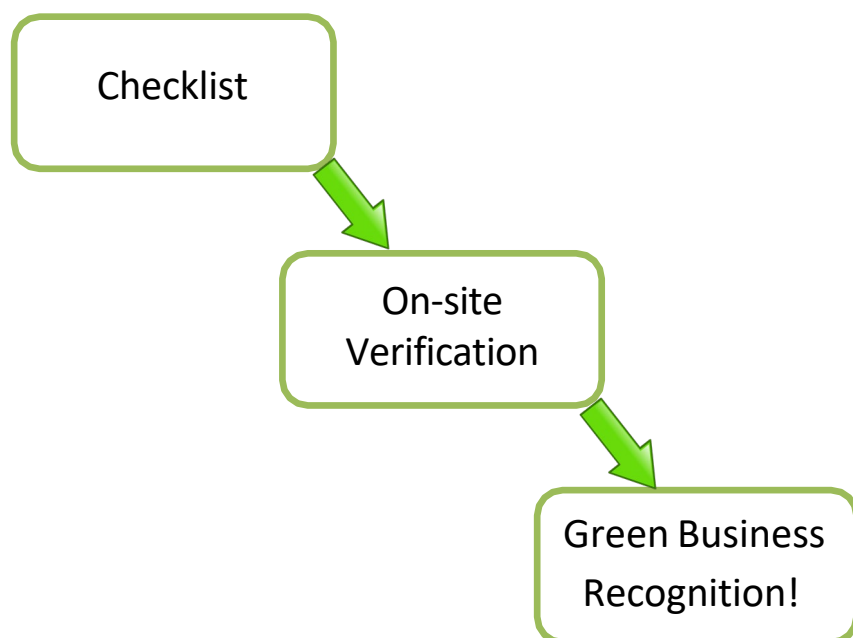 Checklist
On-site
Verification
Green Business
Recognition!